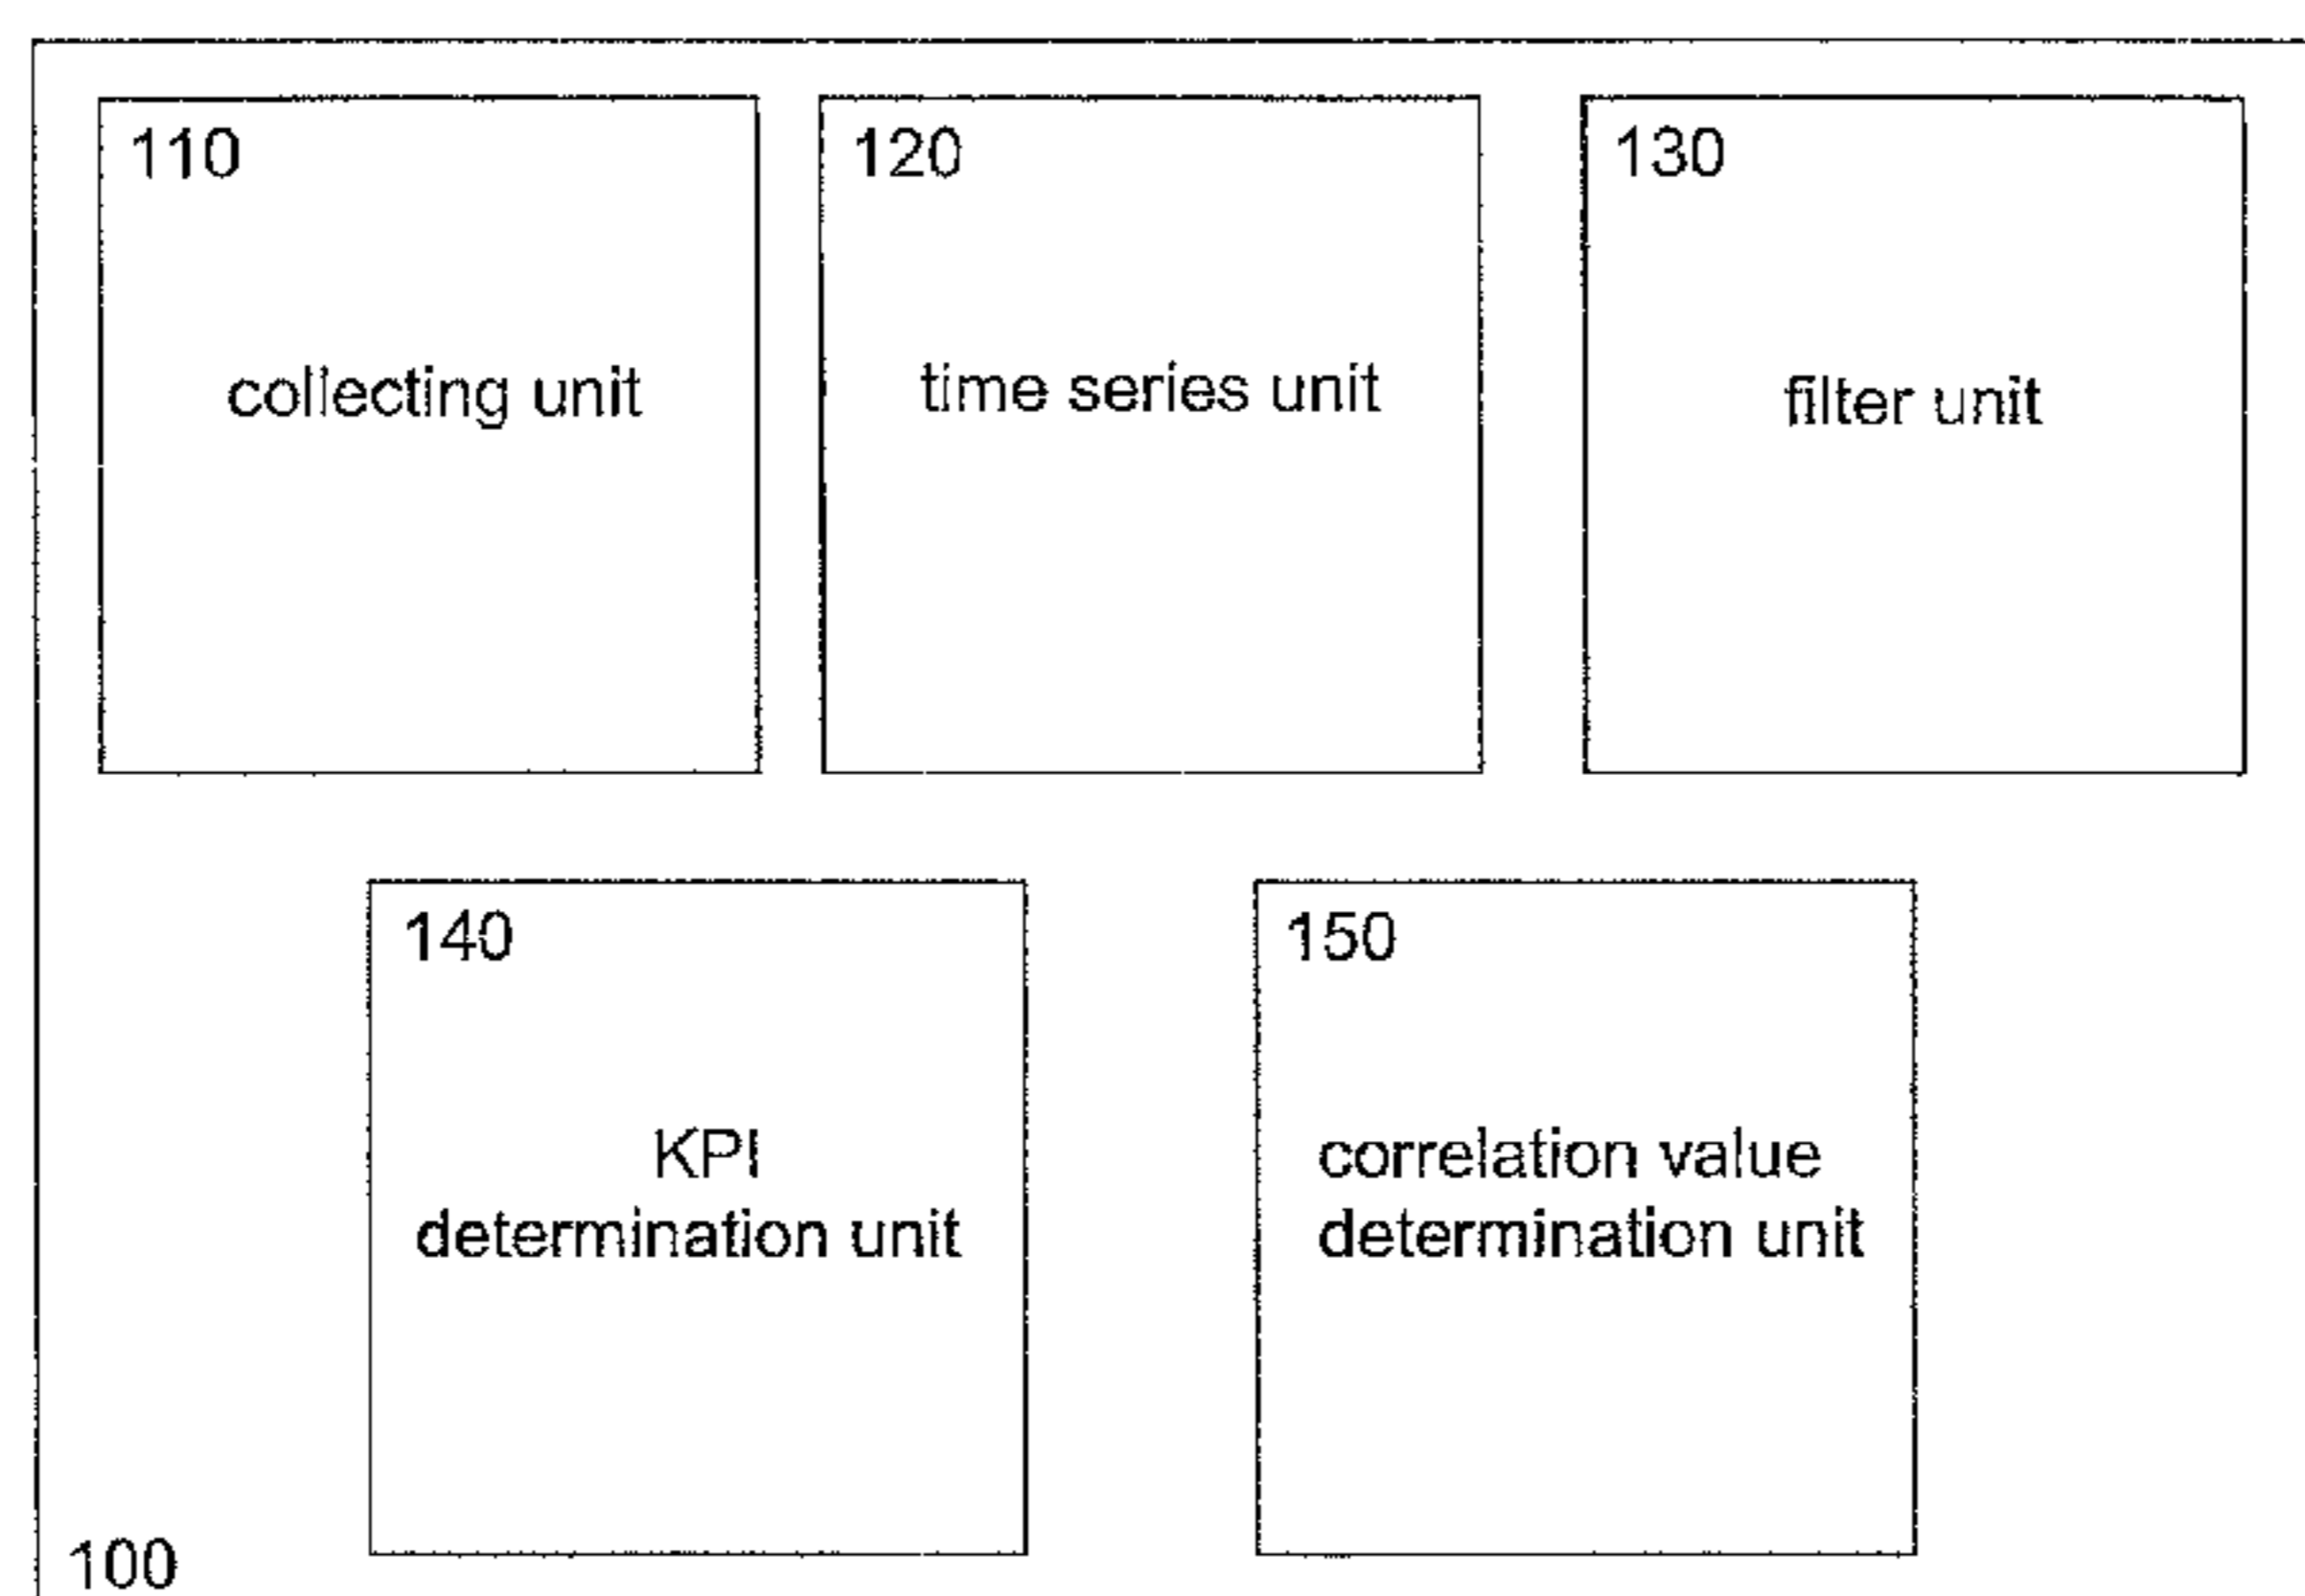 110
collecting unit
120
time series unit
130
filter unit
140
KPI
determination unit
150
correlation value
determination unit
100